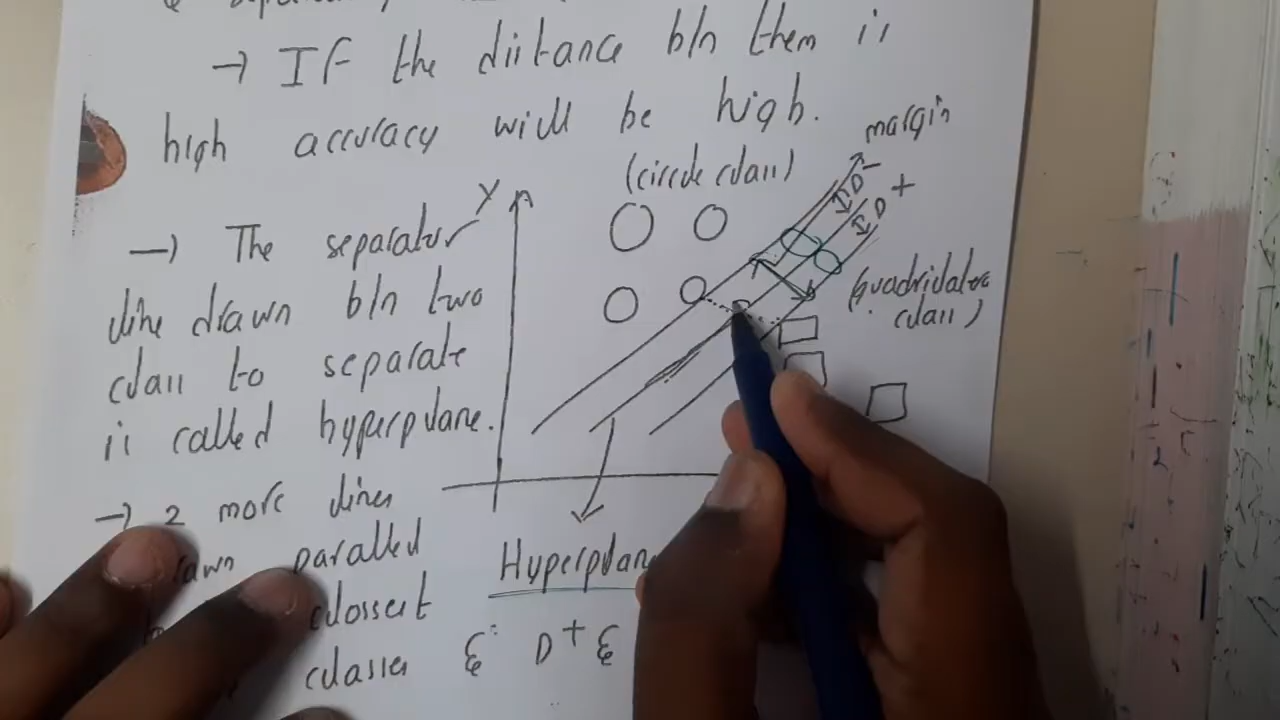 → IF the distance b/n them is
high accuracy will be high.
margin
(circle class)
D-
D+
Y
→ The separator
line drawn b/n two
class to separate
is called hyperplane.
class)
→ 2 more lines
parallel
Hyperplane
closest
classes & D+ &